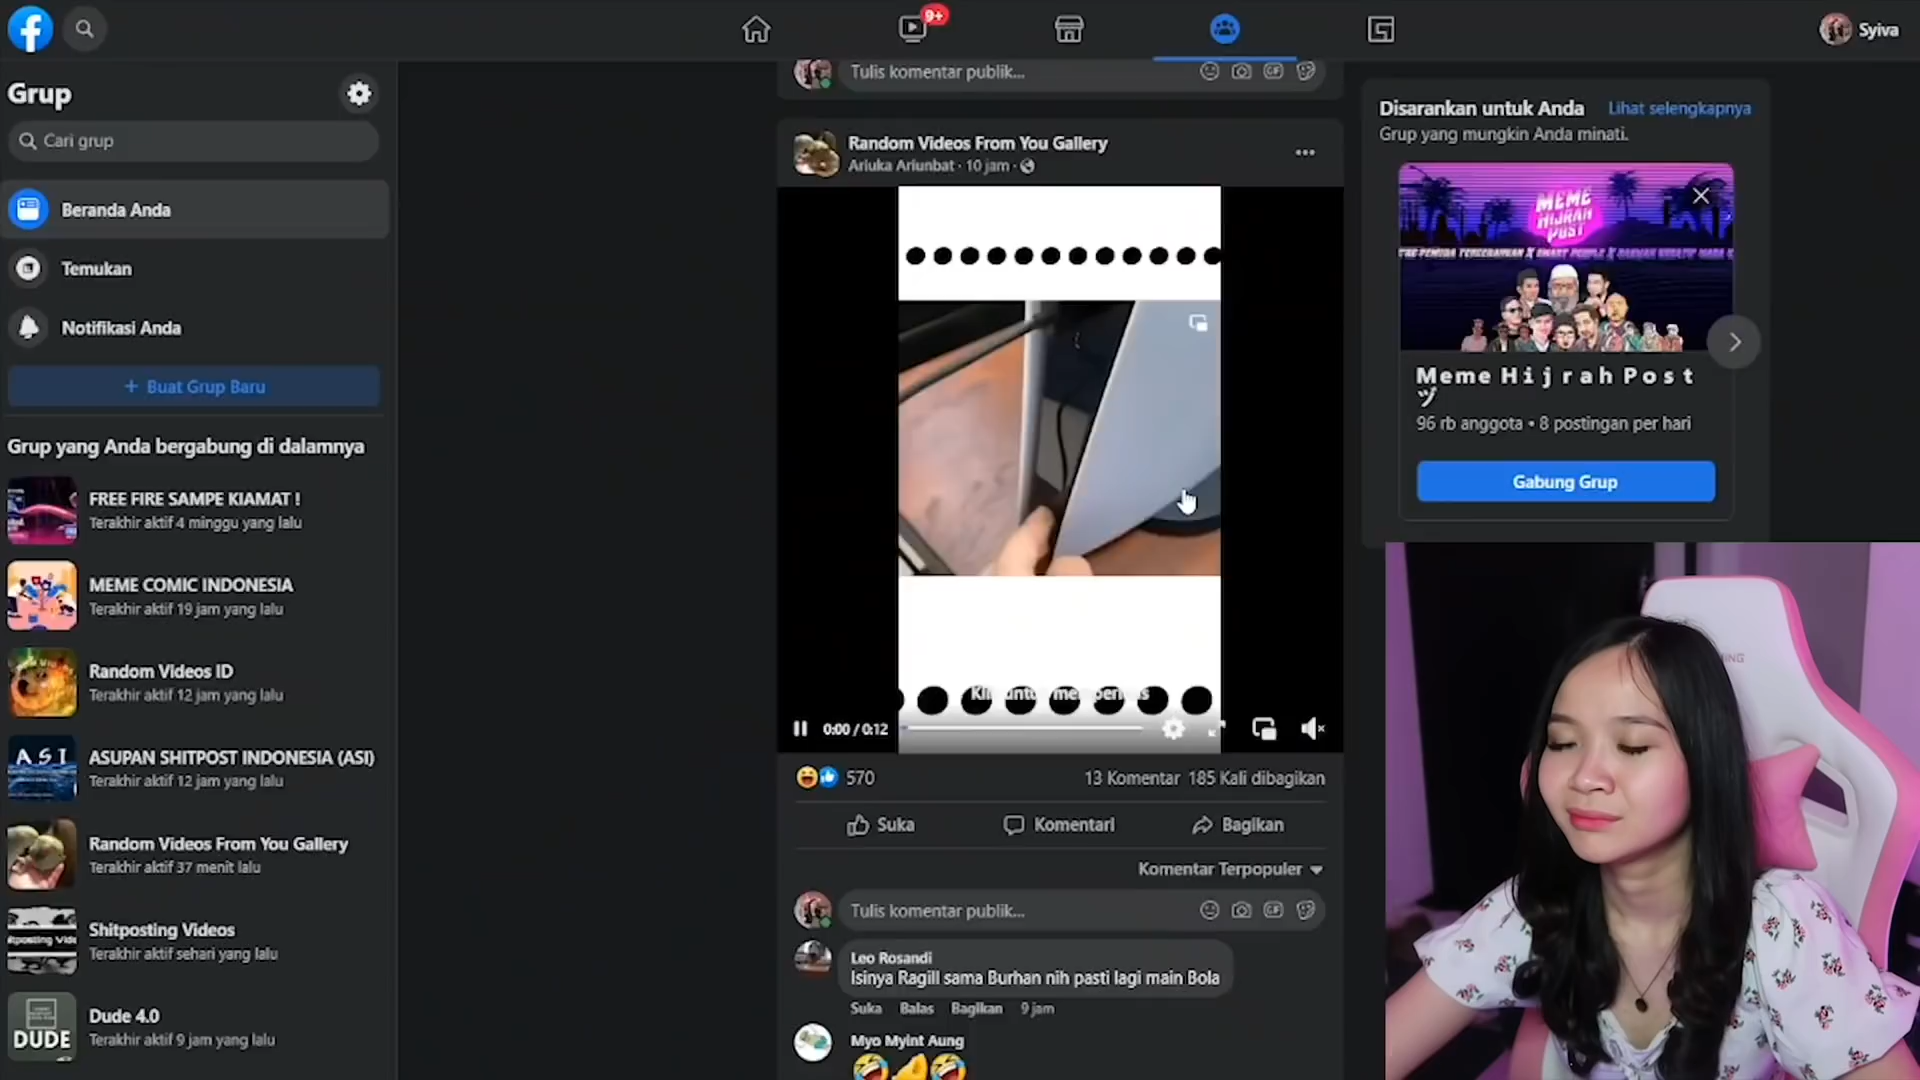 9+
Syiva
Grup
Cari grup
Beranda Anda
Temukan
Notifikasi Anda
+ Buat Grup Baru
Grup yang Anda bergabung di dalamnya
FREE FIRE SAMPE KIAMAT !
Terakhir aktif 4 minggu yang lalu
MEME COMIC INDONESIA
Terakhir aktif 19 jam yang lalu
Random Videos ID
Terakhir aktif 12 jam yang lalu
A S I
ASUPAN SHITPOST INDONESIA (ASI)
Terakhir aktif 12 jam yang lalu
Random Videos From You Gallery
Terakhir aktif 37 menit lalu
Shitposting Videos
Terakhir aktif sehari yang lalu
DUDE
Dude 4.0
Terakhir aktif 9 jam yang lalu
Tulis komentar publik...
GIF
Random Videos From You Gallery
Ariuka Ariunbat · 10 jam ·
0:00 / 0:12
570
13 Komentar 185 Kali dibagikan
Suka
Komentari
Bagikan
Komentar Terpopuler
Tulis komentar publik...
GIF
Leo Rosandi
Isinya Ragill sama Burhan nih pasti lagi main Bola
Suka Balas Bagikan 9 jam
Myo Myint Aung
Disarankan untuk Anda
Lihat selengkapnya
Grup yang mungkin Anda minati.
MEME
HIJRAH
POST
Meme Hijrah Post
ヅ
96 rb anggota • 8 postingan per hari
Gabung Grup